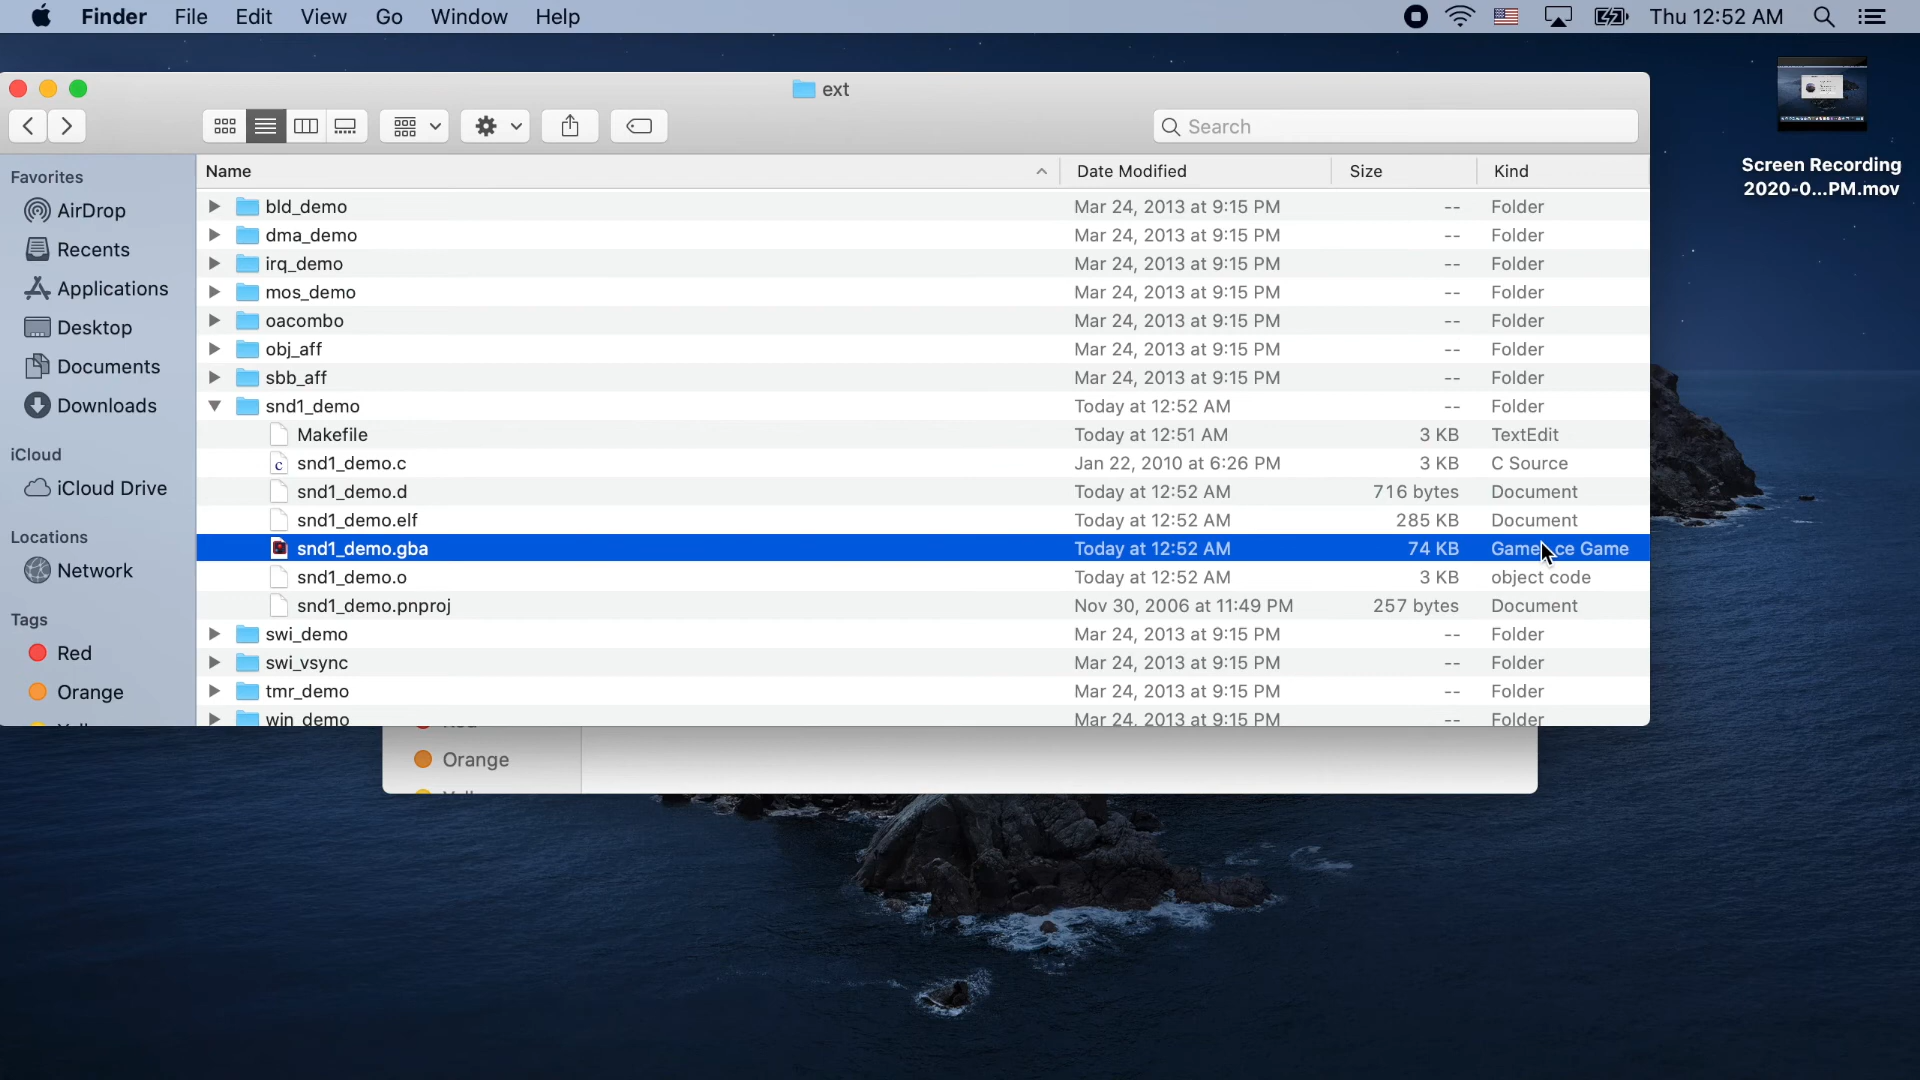 Finder File Edit View Go Window Help Thu 12:52 AM
ext
Search
Screen Recording
2020-0...PM.mov
Favorites
AirDrop
Recents
Applications
Desktop
Documents
Downloads
iCloud
iCloud Drive
Locations
Network
Tags
Red
Orange
Name Date Modified Size Kind
bld_demo Mar 24, 2013 at 9:15 PM -- Folder
dma_demo Mar 24, 2013 at 9:15 PM -- Folder
irq_demo Mar 24, 2013 at 9:15 PM -- Folder
mos_demo Mar 24, 2013 at 9:15 PM -- Folder
oacombo Mar 24, 2013 at 9:15 PM -- Folder
obj_aff Mar 24, 2013 at 9:15 PM -- Folder
sbb_aff Mar 24, 2013 at 9:15 PM -- Folder
snd1_demo Today at 12:52 AM -- Folder
Makefile Today at 12:51 AM 3 KB TextEdit
c snd1_demo.c Jan 22, 2010 at 6:26 PM 3 KB C Source
snd1_demo.d Today at 12:52 AM 716 bytes Document
snd1_demo.elf Today at 12:52 AM 285 KB Document
snd1_demo.gba Today at 12:52 AM 74 KB Game
snd1_demo.o Today at 12:52 AM 3 KB object code
snd1_demo.pnproj Nov 30, 2006 at 11:49 PM 257 bytes Document
swi_demo Mar 24, 2013 at 9:15 PM -- Folder
swi_vsync Mar 24, 2013 at 9:15 PM -- Folder
tmr_demo Mar 24, 2013 at 9:15 PM -- Folder
win_demo Mar 24, 2013 at 9:15 PM -- Folder
Orange